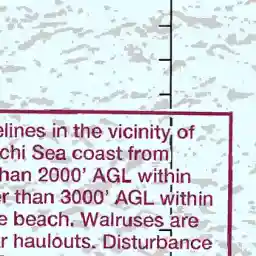 elines in the vicinity of
chi Sea coast from
than 2000' AGL within
er than 3000' AGL within
e beach. Walruses are
r haulouts. Disturbance